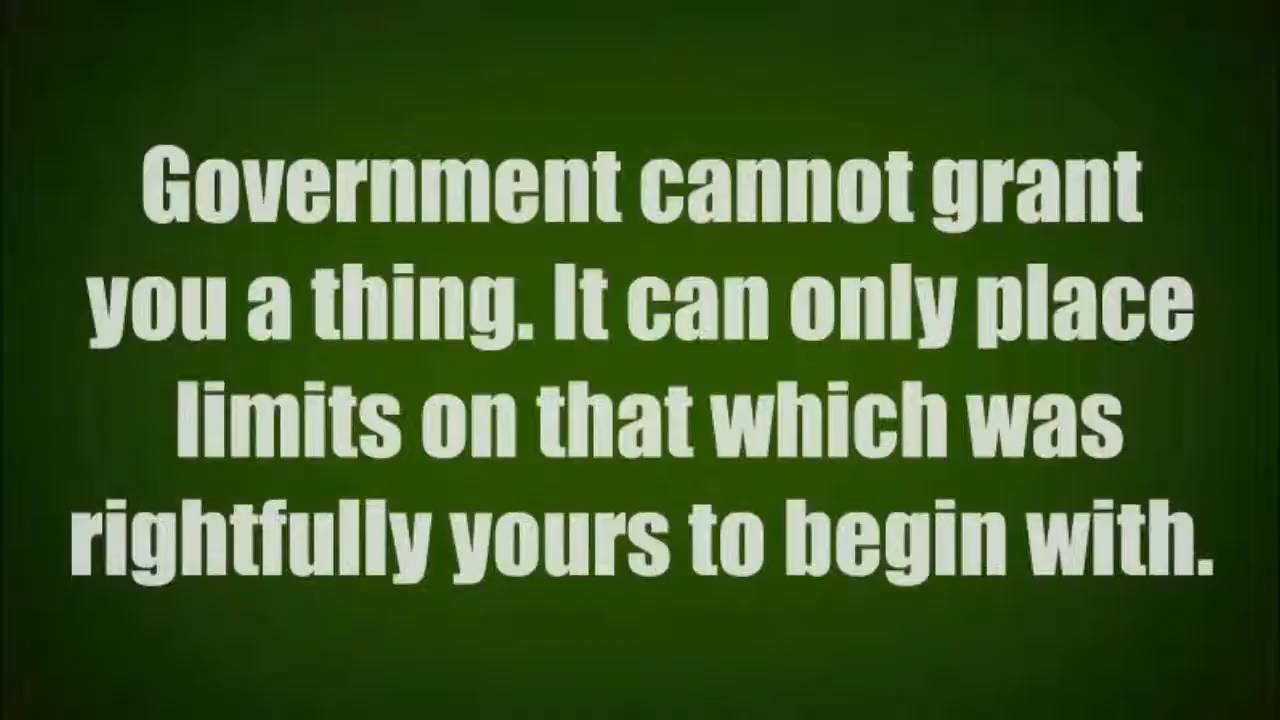 Government cannot grant
you a thing. It can only place
limits on that which was
rightfully yours to begin with.